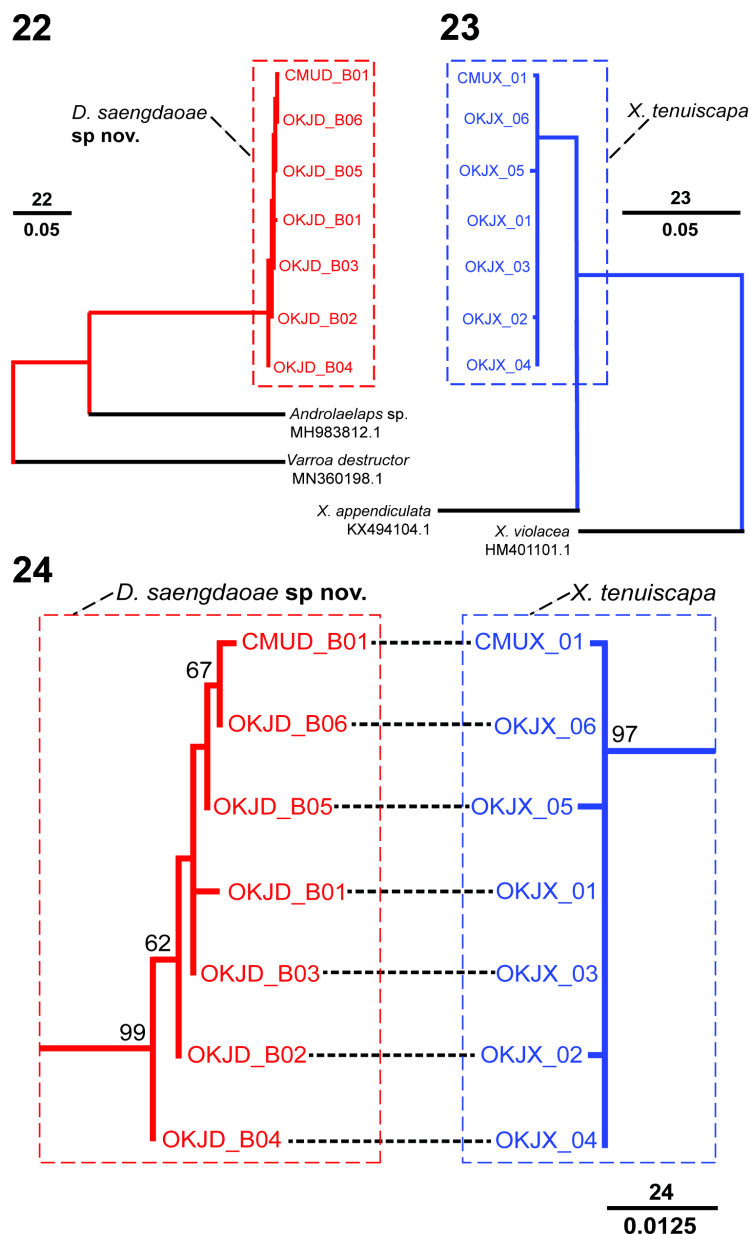 22
CMUD_B01
D. saengdaoae
sp nov.
OKJD_B06
OKJD_B05
22
0.05
OKJD_B01
OKJD_B03
OKJD_B02
OKJD_B04
Androlaelaps sp.
MH983812.1
Varroa destructor
MN360198.1
23
CMUX_01
X. tenuiscapa
OKJX_06
OKJX_05
23
0.05
OKJX_01
OKJX_03
OKJX_02
OKJX_04
X. appendiculata
KX494104.1
X. violacea
HM401101.1
24
D. saengdaoae sp nov.
X. tenuiscapa
CMUD_B01
CMUX_01
67
OKJD_B06
OKJX_06
97
OKJD_B05
OKJX_05
OKJD_B01
OKJX_01
62
OKJD_B03
OKJX_03
99
OKJD_B02
OKJX_02
OKJD_B04
OKJX_04
24
0.0125